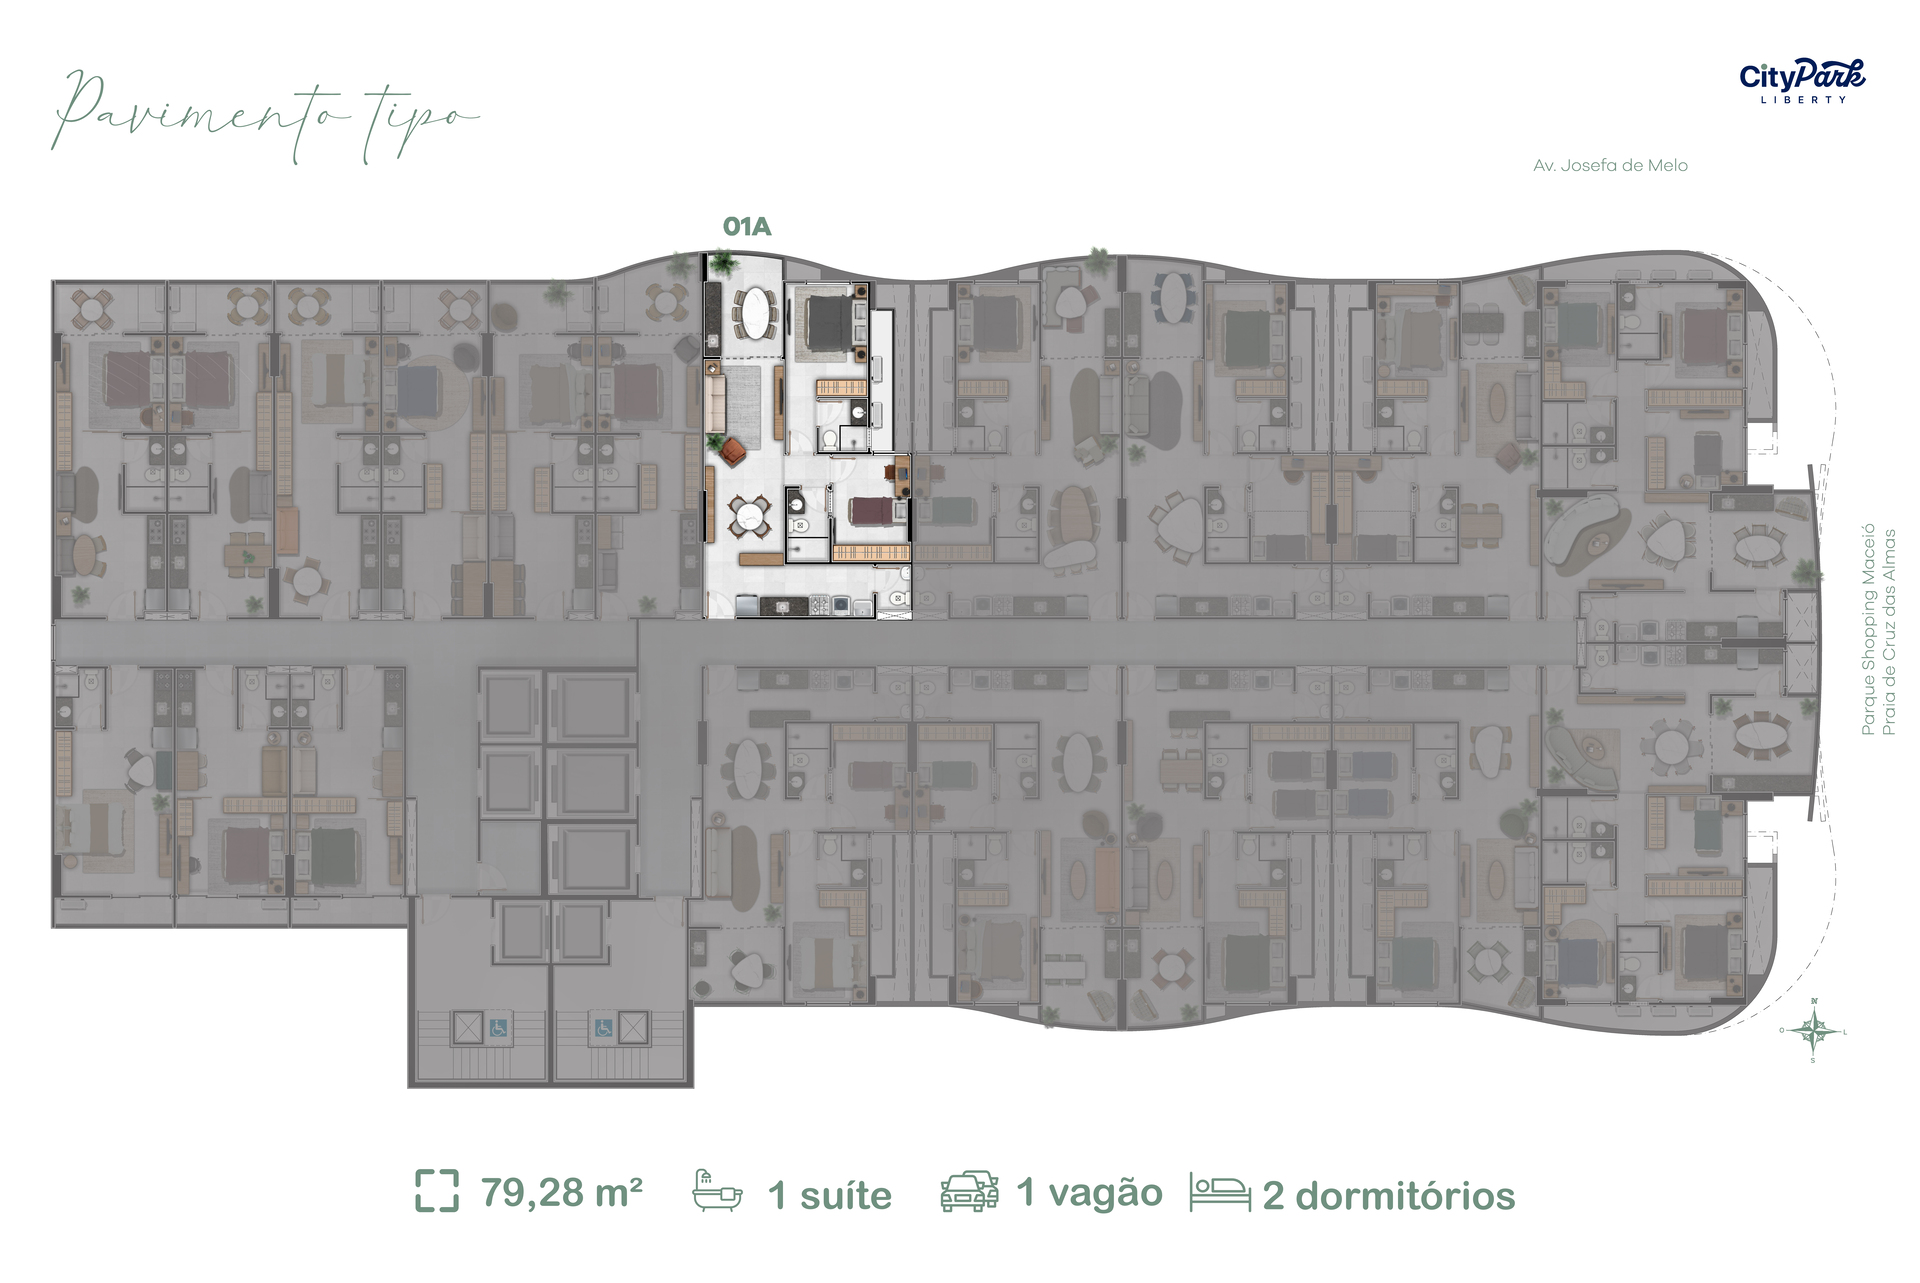 Pavimento tipo
CityPark
LIBERTY
Av. Josefa de Melo
01A
Parque Shopping Maceió
Praia de Cruz das Almas
N
O
L
S
79,28 m²
1 suíte
1 vagão
2 dormitórios